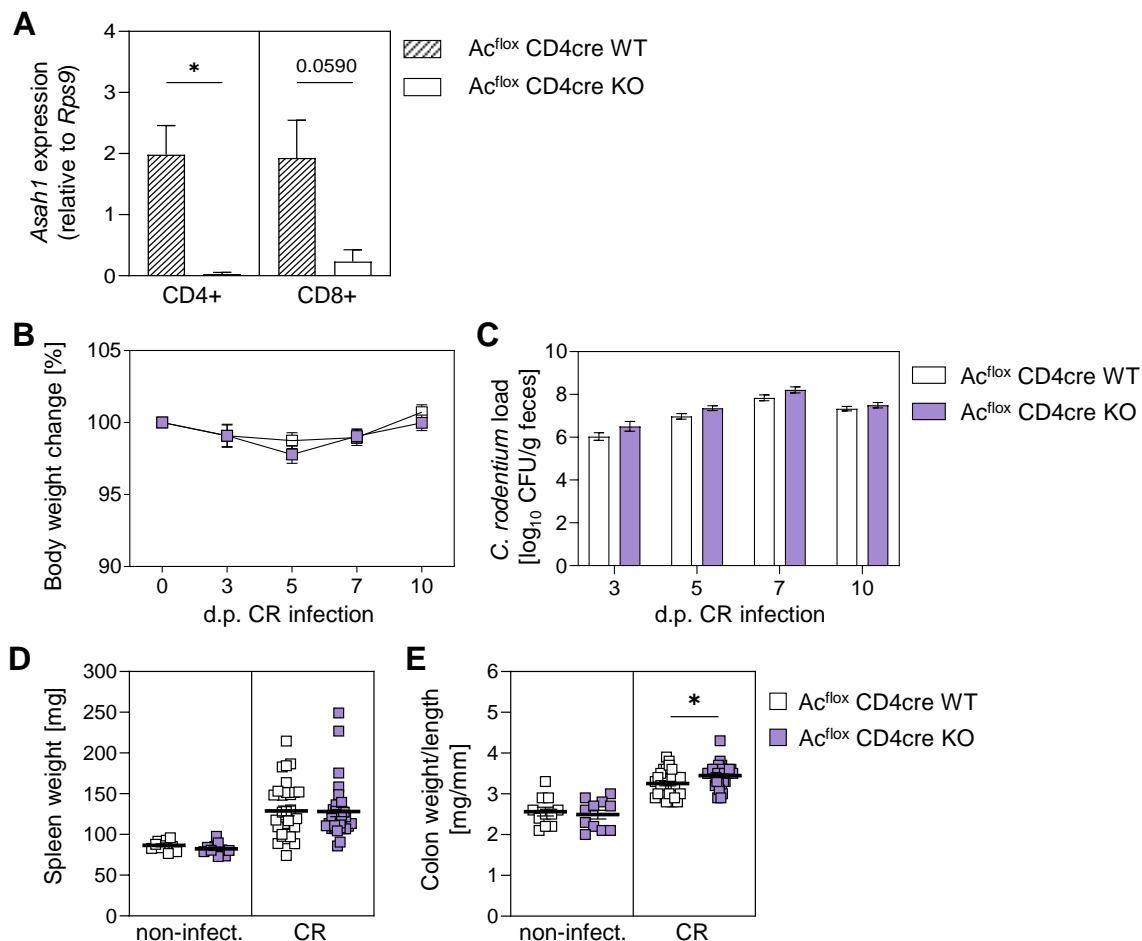 A
Asah1 expression
(relative to Rps9)
4
3
2
1
0
*
0.0590
CD4+
CD8+
Acflox CD4cre WT
Acflox CD4cre KO
B
Body weight change [%]
105
100
95
90
0
3
5
7
10
d.p. CR infection
C
C. rodentium load
[log10 CFU/g feces]
10
8
6
4
2
0
3
5
7
10
d.p. CR infection
Acflox CD4cre WT
Acflox CD4cre KO
D
Spleen weight [mg]
300
250
200
150
100
50
0
non-infect.
CR
E
Colon weight/length
[mg/mm]
6
5
4
3
2
1
0
*
non-infect.
CR
Acflox CD4cre WT
Acflox CD4cre KO